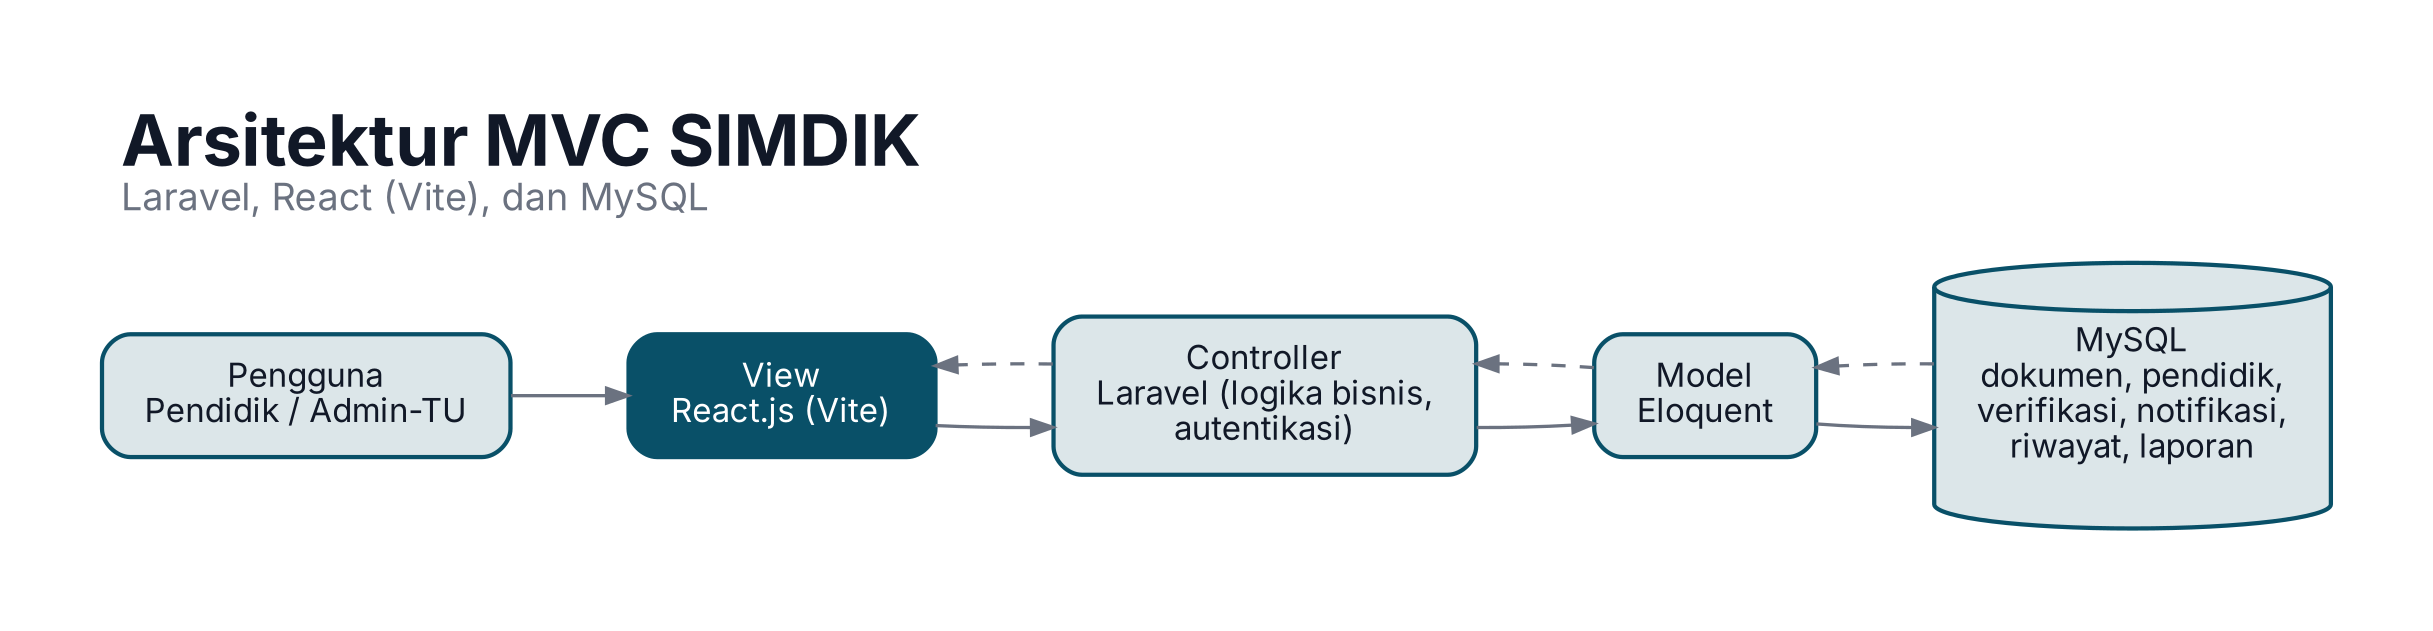 Arsitektur MVC SIMDIK
Laravel, React (Vite), dan MySQL
Pengguna
Pendidik / Admin-TU
View
React.js (Vite)
Controller
Laravel (logika bisnis,
autentikasi)
Model
Eloquent
MySQL
dokumen, pendidik,
verifikasi, notifikasi,
riwayat, laporan